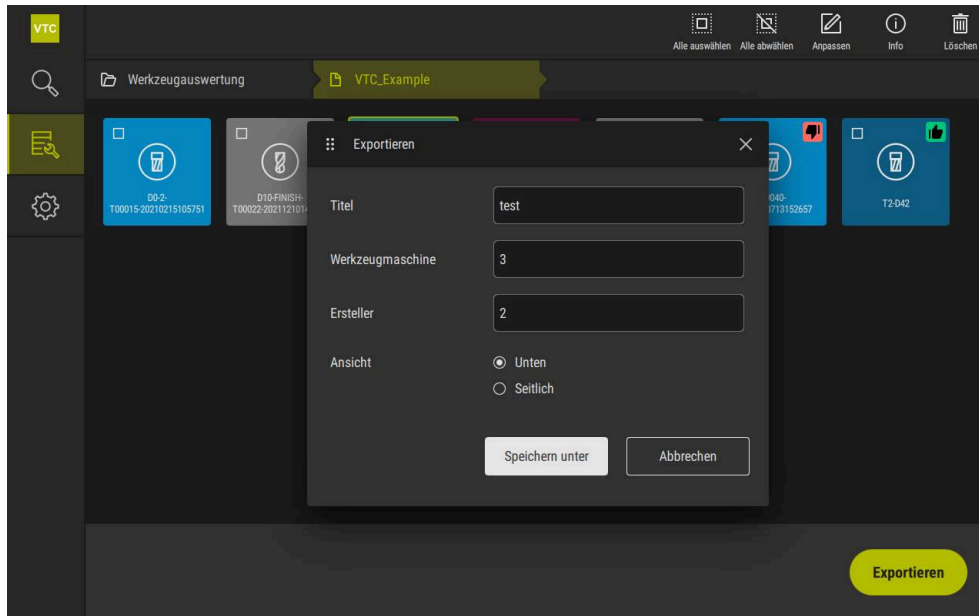 VTC
Alle auswählen Alle abwählen Anpassen Info Löschen
Werkzeugauswertung VTC_Example
D0-2-
T00015-20210215105751
D10-FINISH-
T2-D42
Exportieren
Titel test
Werkzeugmaschine 3
Ersteller 2
Ansicht Unten
Seitlich
Speichern unter Abbrechen
Exportieren